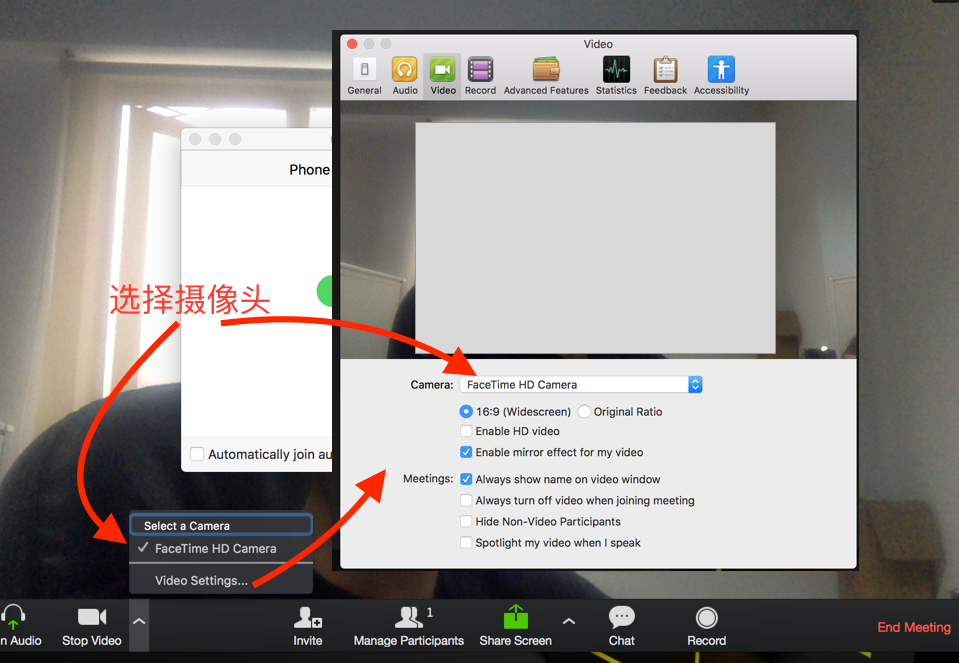 Video
General Audio Video Record Advanced Features Statistics Feedback Accessibility
Phone
选择摄像头
Camera: FaceTime HD Camera
16:9 (Widescreen) Original Ratio
Enable HD video
Enable mirror effect for my video
Automatically join au
Meetings: Always show name on video window
Always turn off video when joining meeting
Hide Non-Video Participants
Spotlight my video when I speak
Select a Camera
FaceTime HD Camera
Video Settings...
1
n Audio Stop Video Invite Manage Participants Share Screen Chat Record End Meeting